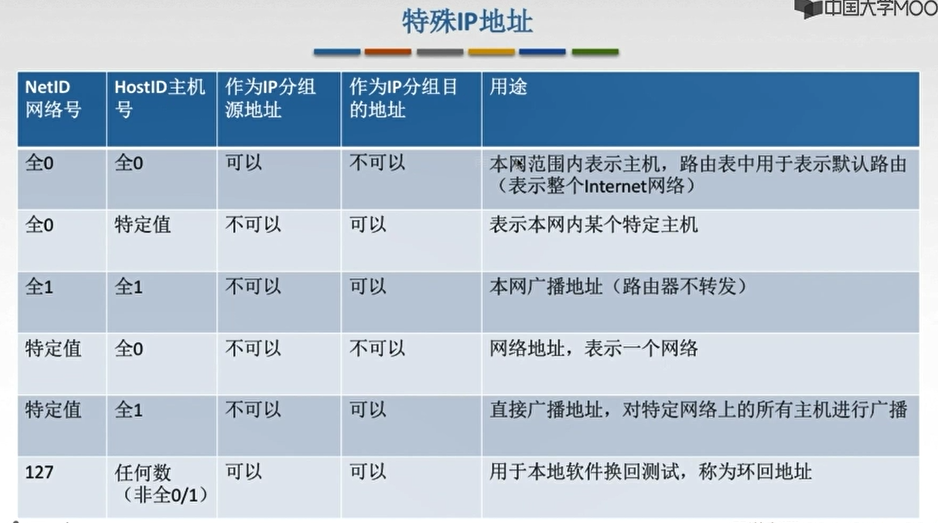 中国大学MOO
特殊IP地址
NetID
网络号
HostID主机
号
作为IP分组
源地址
作为IP分组目
的地址
用途
全0
全0
可以
不可以
本网范围内表示主机，路由表中用于表示默认路由
（表示整个Internet网络）
全0
特定值
不可以
可以
表示本网内某个特定主机
全1
全1
不可以
可以
本网广播地址（路由器不转发）
特定值
全0
不可以
不可以
网络地址，表示一个网络
特定值
全1
不可以
可以
直接广播地址，对特定网络上的所有主机进行广播
127
任何数
（非全0/1）
可以
可以
用于本地软件换回测试，称为环回地址